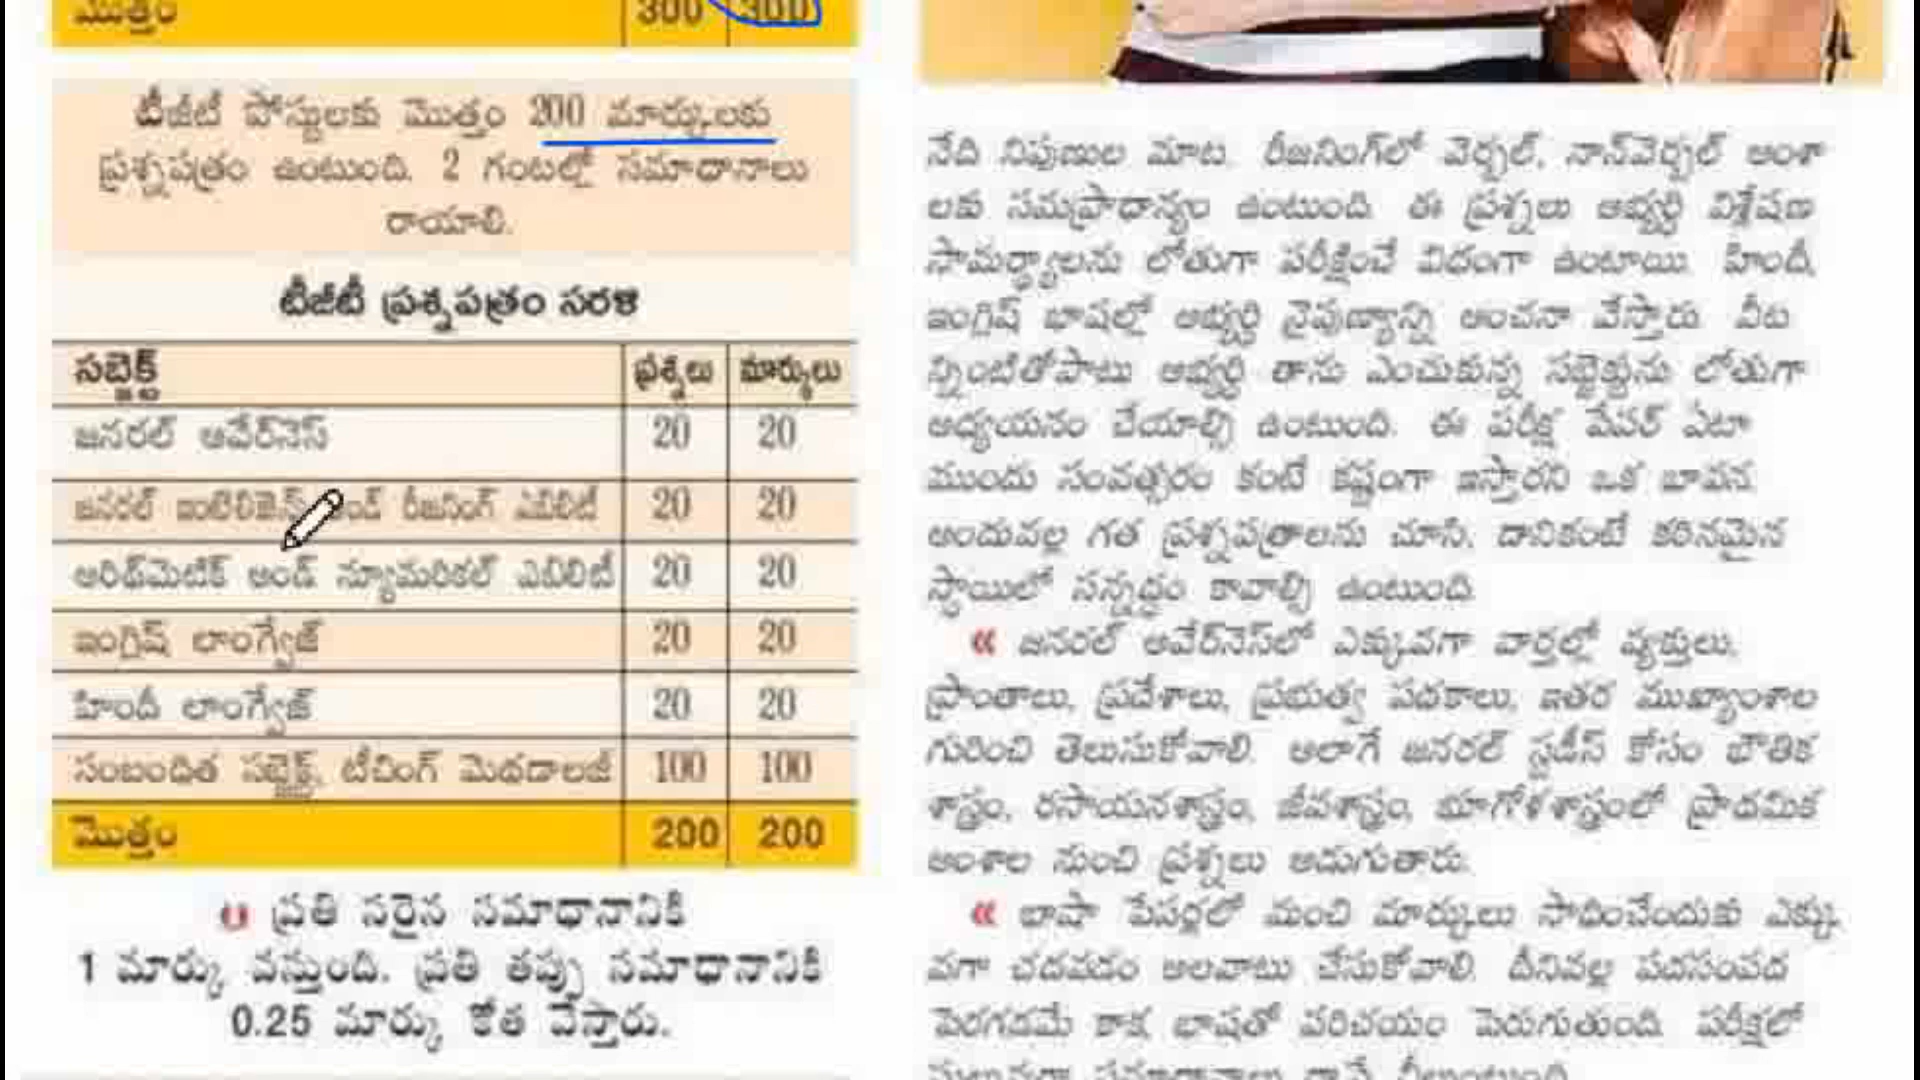 మొత్తం 300 300
టీజీటీ పోస్టులకు మొత్తం 200 మార్కులకు
ప్రశ్నపత్రం ఉంటుంది. 2 గంటల్లో సమాధానాలు
రాయాలి.
టీజీటీ ప్రశ్నపత్రం సరళి
సబ్జెక్ట్ ప్రశ్నలు మార్కులు
జనరల్ అవేర్‌నెస్ 20 20
జనరల్ ఇంటెలిజెన్స్ అండ్ రీజనింగ్ ఎబిలిటీ 20 20
అరిథ్‌మెటిక్ అండ్ న్యూమరికల్ ఎబిలిటీ 20 20
ఇంగ్లిష్ లాంగ్వేజ్ 20 20
హిందీ లాంగ్వేజ్ 20 20
సంబంధిత సబ్జెక్ట్, టీచింగ్ మెథడాలజీ 100 100
మొత్తం 200 200
ప్రతి సరైన సమాధానానికి
1 మార్కు వస్తుంది. ప్రతి తప్పు సమాధానానికి
0.25 మార్కు కోత వేస్తారు.
నేది నిపుణుల మాట. రీజనింగ్‌లో వెర్బల్, నాన్‌వెర్బల్ అంశా
లకు సమప్రాధాన్యం ఉంటుంది. ఈ ప్రశ్నలు అభ్యర్థి విశ్లేషణ
సామర్థ్యాలను లోతుగా పరీక్షించే విధంగా ఉంటాయి. హిందీ,
ఇంగ్లిష్ భాషల్లో అభ్యర్థి నైపుణ్యాన్ని అంచనా వేస్తారు. వీట
న్నింటితోపాటు అభ్యర్థి తాను ఎంచుకున్న సబ్జెక్టును లోతుగా
అధ్యయనం చేయాల్సి ఉంటుంది. ఈ పరీక్ష పేపర్ ఏటా
ముందు సంవత్సరం కంటే కష్టంగా ఇస్తారని ఒక భావన.
అందువల్ల గత ప్రశ్నపత్రాలను చూసి, దానికంటే కఠినమైన
స్థాయిలో సన్నద్ధం కావాల్సి ఉంటుంది.
« జనరల్ అవేర్‌నెస్‌లో ఎక్కువగా వార్తల్లో వ్యక్తులు,
ప్రాంతాలు, ప్రదేశాలు, ప్రభుత్వ పథకాలు, ఇతర ముఖ్యాంశాల
గురించి తెలుసుకోవాలి. అలాగే జనరల్ స్టడీస్ కోసం భౌతిక
శాస్త్రం, రసాయనశాస్త్రం, జీవశాస్త్రం, భూగోళశాస్త్రంలో ప్రాథమిక
అంశాల నుంచి ప్రశ్నలు అడుగుతారు.
« భాషా పేపర్లలో మంచి మార్కులు సాధించేందుకు ఎక్కు
వగా చదవడం అలవాటు చేసుకోవాలి. దీనివల్ల పదసంపద
పెరగడమే కాక భాషతో పరిచయం పెరుగుతుంది. పరీక్షలో